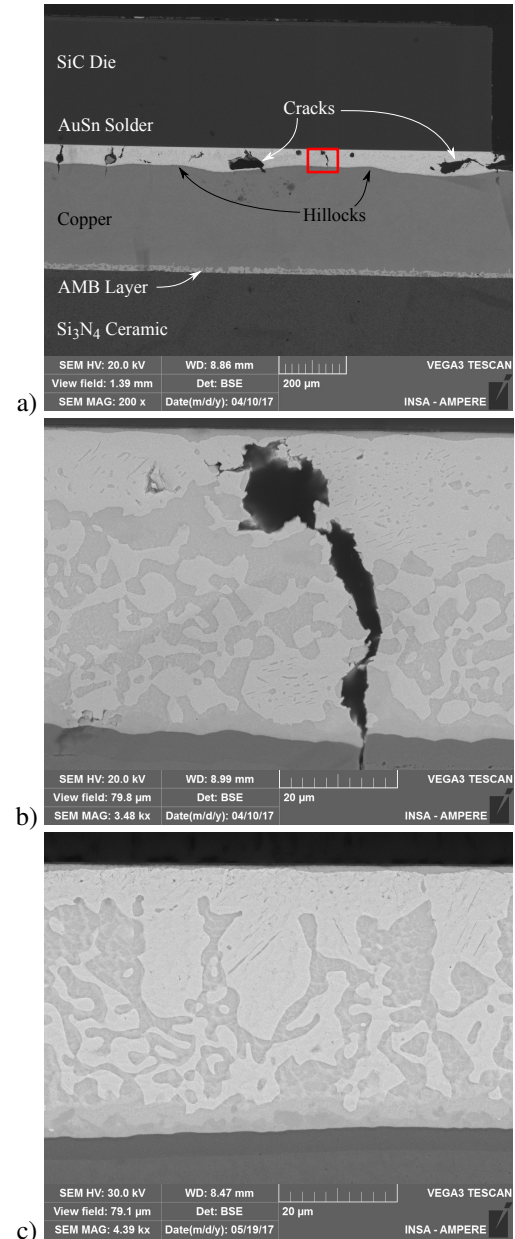 SiC Die
Cracks
AuSn Solder
Copper
Hillocks
AMB Layer
Si₃N₄ Ceramic
SEM HV: 20.0 kV WD: 8.86 mm VEGA3 TESCAN
View field: 1.39 mm Det: BSE 200 µm
SEM MAG: 200 x Date(m/d/y): 04/10/17 INSA - AMPERE
a)
SEM HV: 20.0 kV WD: 8.99 mm VEGA3 TESCAN
View field: 79.8 µm Det: BSE 20 µm
SEM MAG: 3.48 kx Date(m/d/y): 04/10/17 INSA - AMPERE
b)
SEM HV: 30.0 kV WD: 8.47 mm VEGA3 TESCAN
View field: 79.1 µm Det: BSE 20 µm
SEM MAG: 4.39 kx Date(m/d/y): 05/19/17 INSA - AMPERE
c)